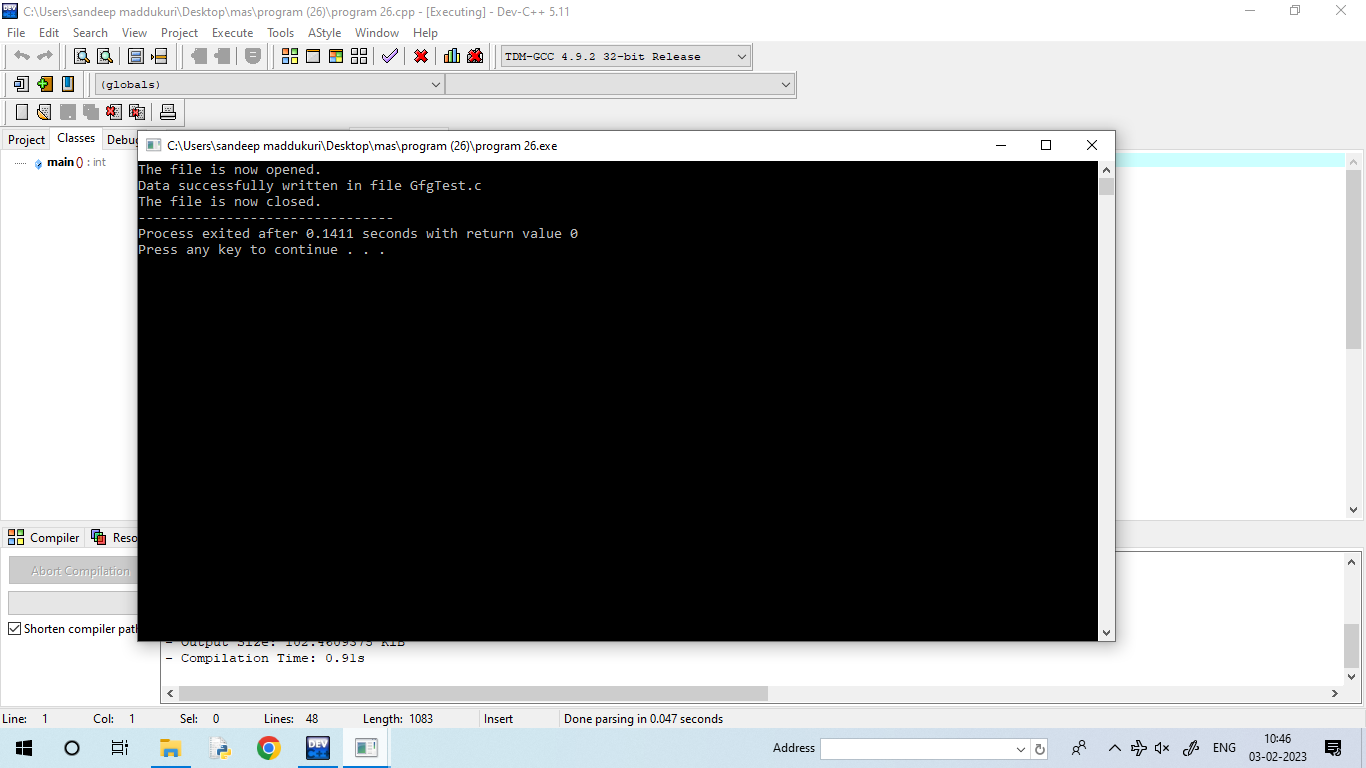 C:\Users\sandeep maddukuri\Desktop\mas\program (26)\program 26.cpp - [Executing] - Dev-C++ 5.11
File Edit Search View Project Execute Tools AStyle Window Help
TDM-GCC 4.9.2 32-bit Release
(globals)
Project Classes Debug
main () : int
C:\Users\sandeep maddukuri\Desktop\mas\program (26)\program 26.exe
The file is now opened.
Data successfully written in file GfgTest.c
The file is now closed.
--------------------------------
Process exited after 0.1411 seconds with return value 0
Press any key to continue . . .
Compiler Reso
Abort Compilation
Shorten compiler path
- Output Size: 102.4609375 KiB
- Compilation Time: 0.91s
Line: 1 Col: 1 Sel: 0 Lines: 48 Length: 1083 Insert Done parsing in 0.047 seconds
DEV C++
Address
ENG
10:46
03-02-2023